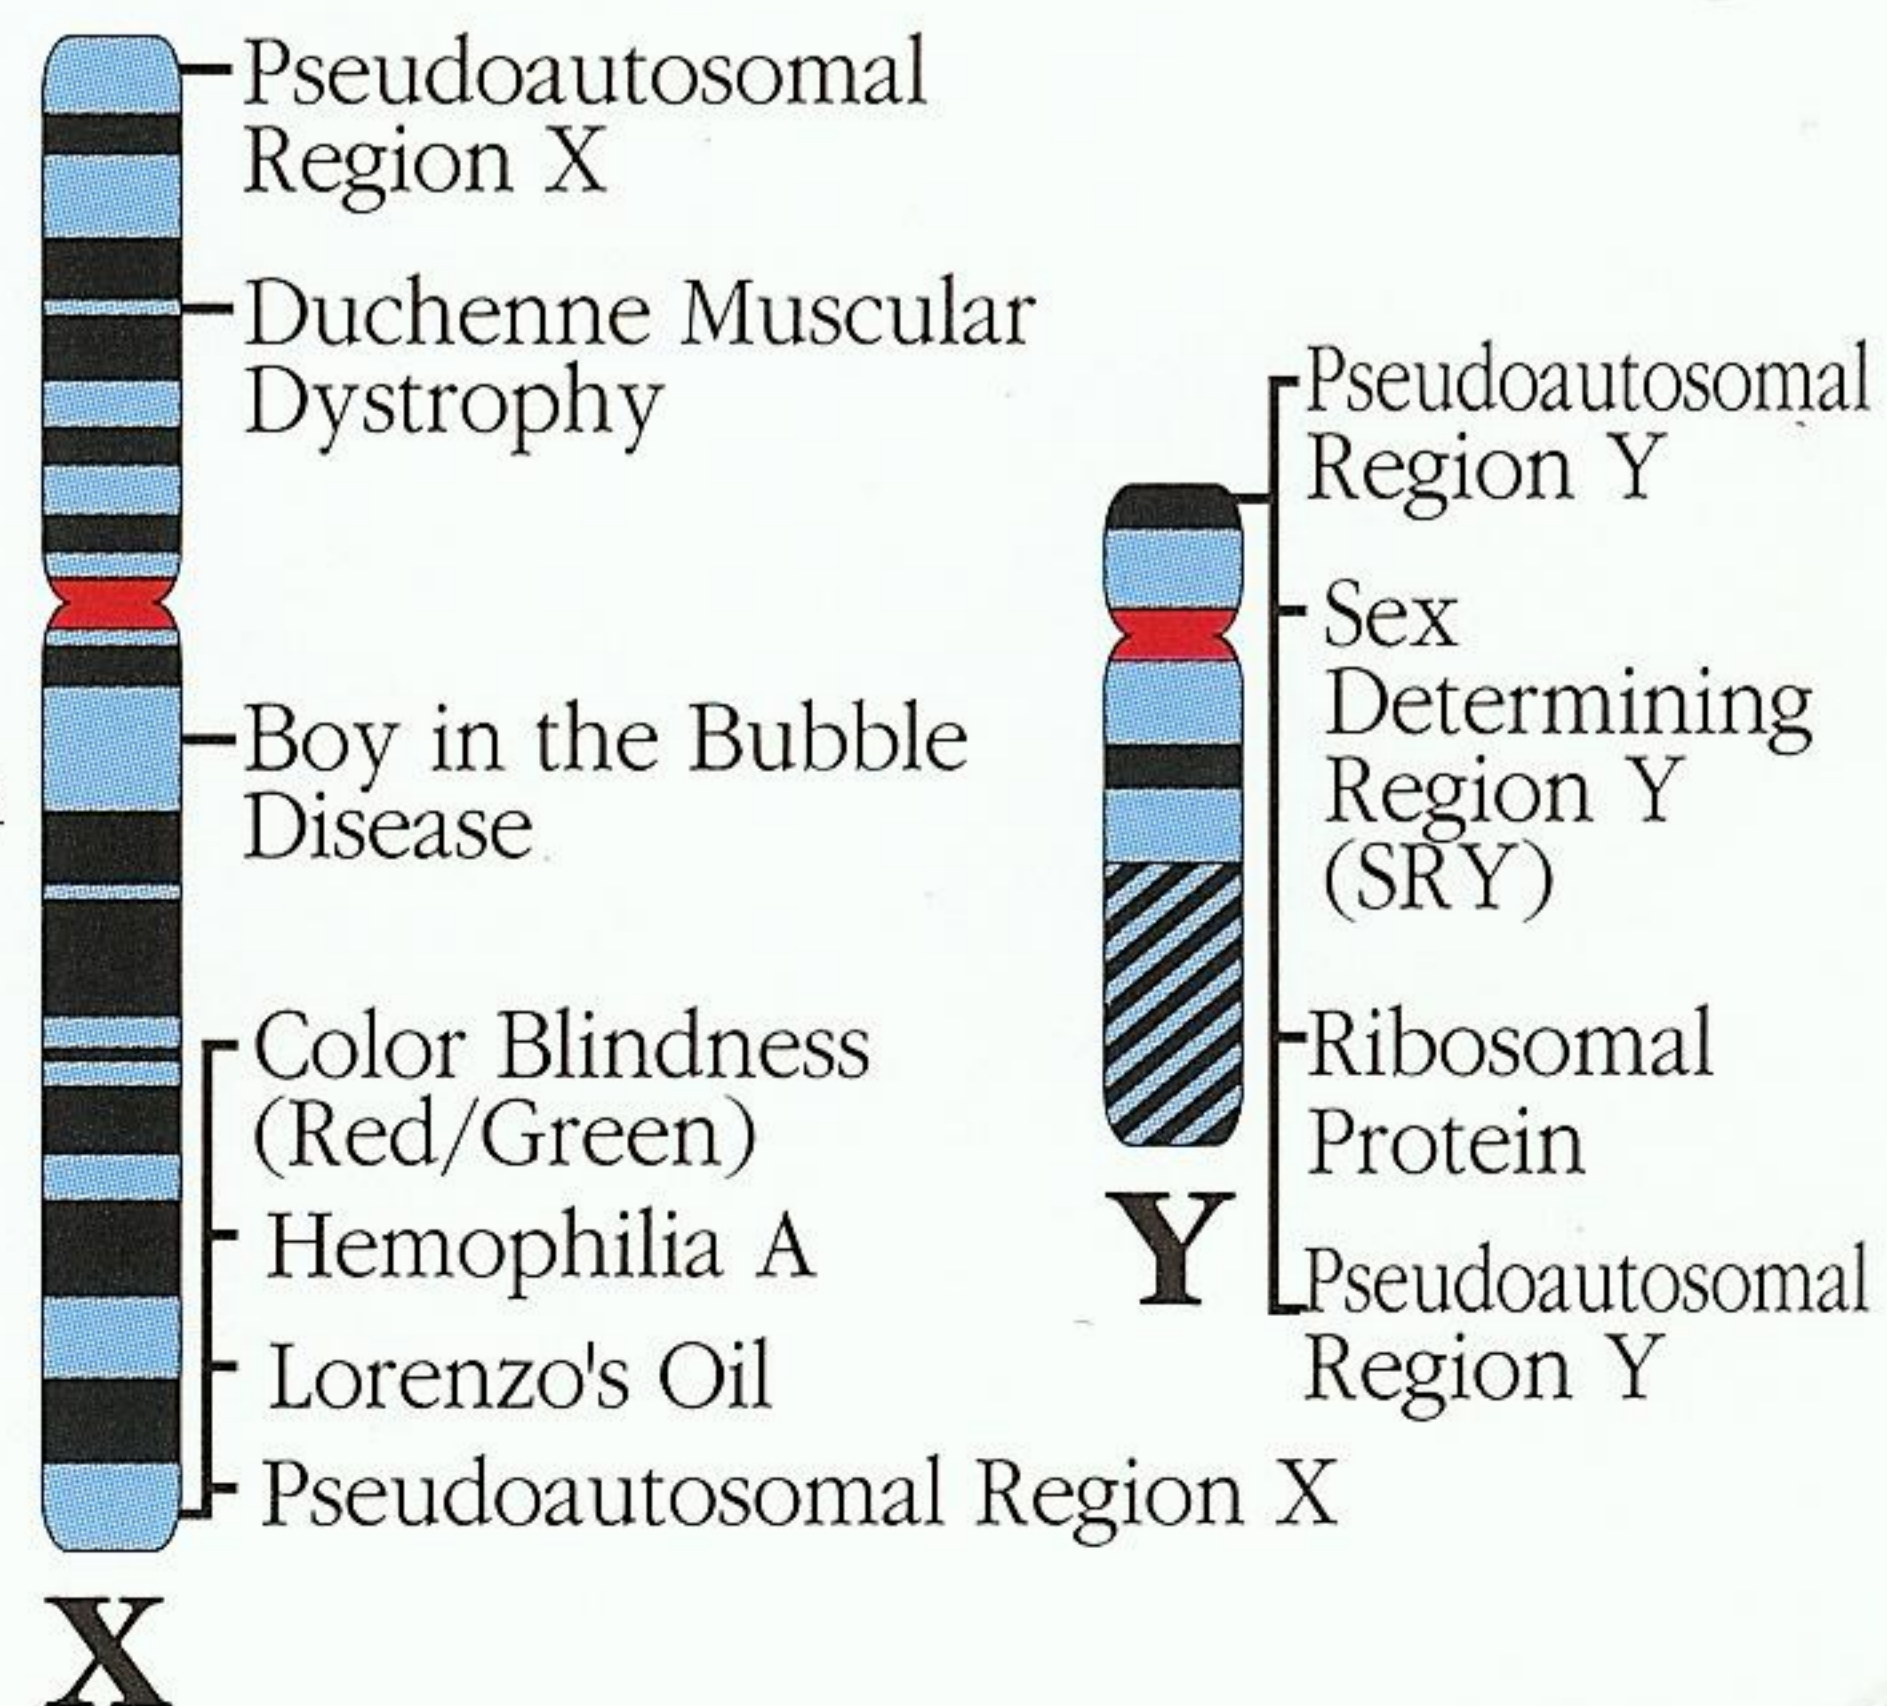 Pseudoautosomal
Region X
Duchenne Muscular
Dystrophy
Boy in the Bubble
Disease
Color Blindness
(Red/Green)
Hemophilia A
Lorenzo's Oil
Pseudoautosomal Region X
X
Pseudoautosomal
Region Y
Sex
Determining
Region Y
(SRY)
Ribosomal
Protein
Pseudoautosomal
Region Y
Y